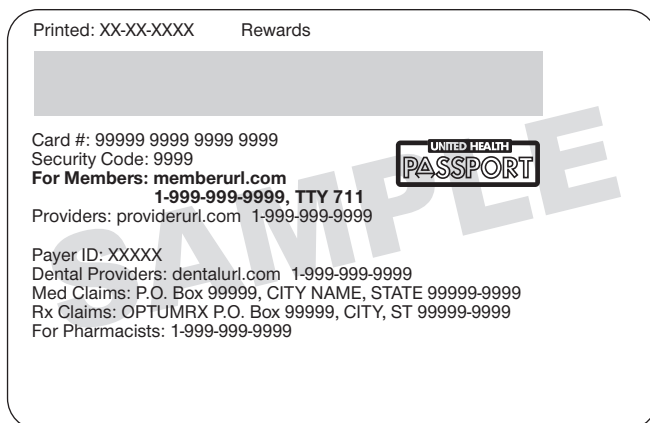 Printed: XX-XX-XXXX Rewards
Card #: 99999 9999 9999 9999
Security Code: 9999
UNITED HEALTH
PASSPORT
For Members: memberurl.com
1-999-999-9999, TTY 711
Providers: providerurl.com 1-999-999-9999
SAMPLE
Payer ID: XXXXX
Dental Providers: dentalurl.com 1-999-999-9999
Med Claims: P.O. Box 99999, CITY NAME, STATE 99999-9999
Rx Claims: OPTUMRX P.O. Box 99999, CITY, ST 99999-9999
For Pharmacists: 1-999-999-9999